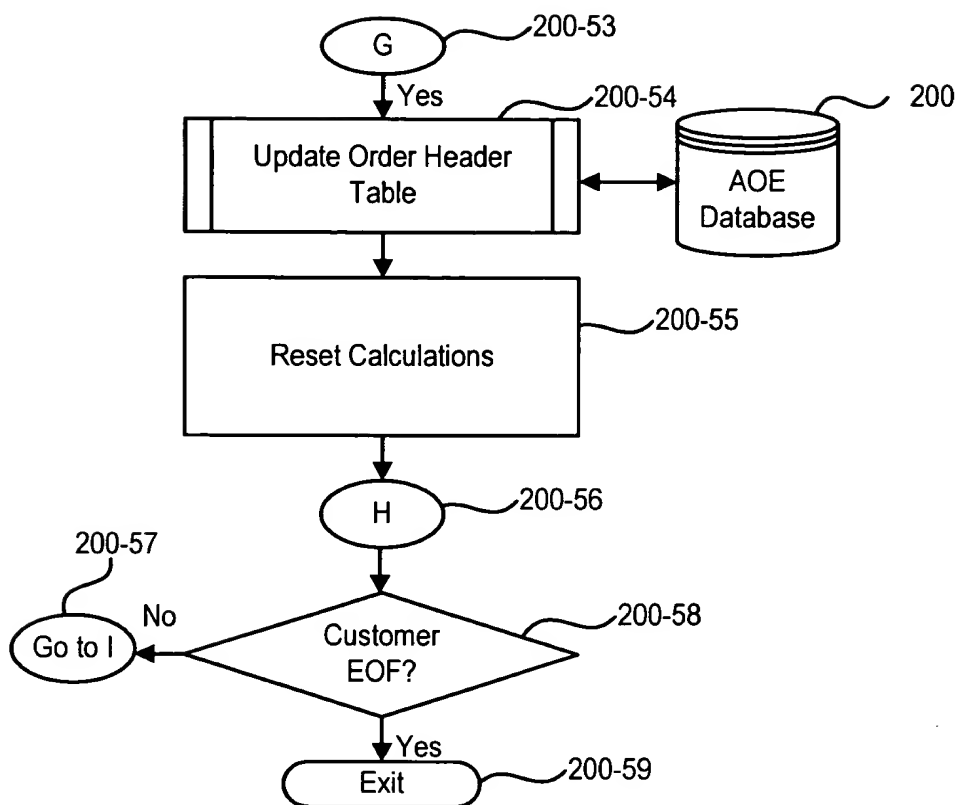 G
200-53
Yes
200-54
200
Update Order Header
Table
AOE
Database
200-55
Reset Calculations
H
200-56
200-57
No
Go to I
Customer
EOF?
200-58
Yes
Exit
200-59